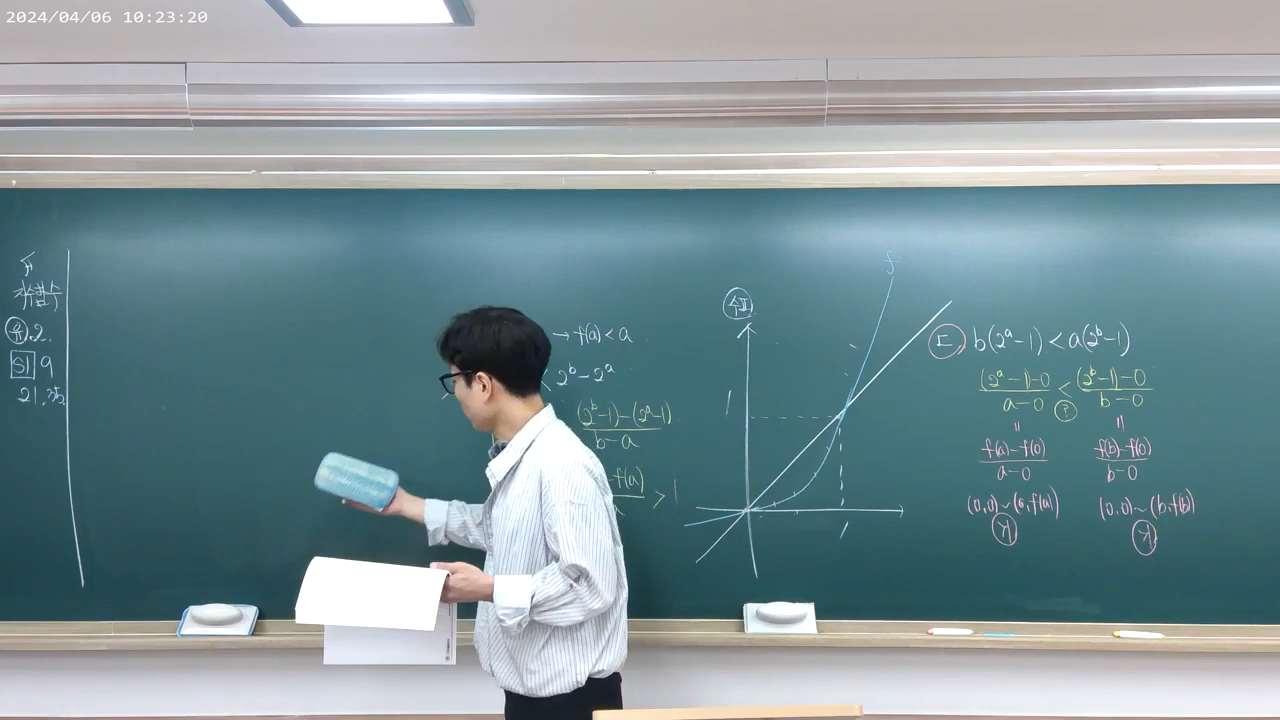 2024/04/06 10:23:20
지수함수
유.2.
S1 9
→ f(a) < a
< 2^b - 2^a
(2^b-1)-(2^a-1)
b-a
-f(a)
> 1
수Ⅱ
f
1
1
ㄷ b(2^a-1) < a(2^b-1)
(2^a-1)-0 < (2^b-1)-0
a-0 ? b-0
= =
f(a)-f(0) f(b)-f(0)
a-0 b-0
(0,0)~(a,f(a)) (0,0)~(b,f(b))
기 기